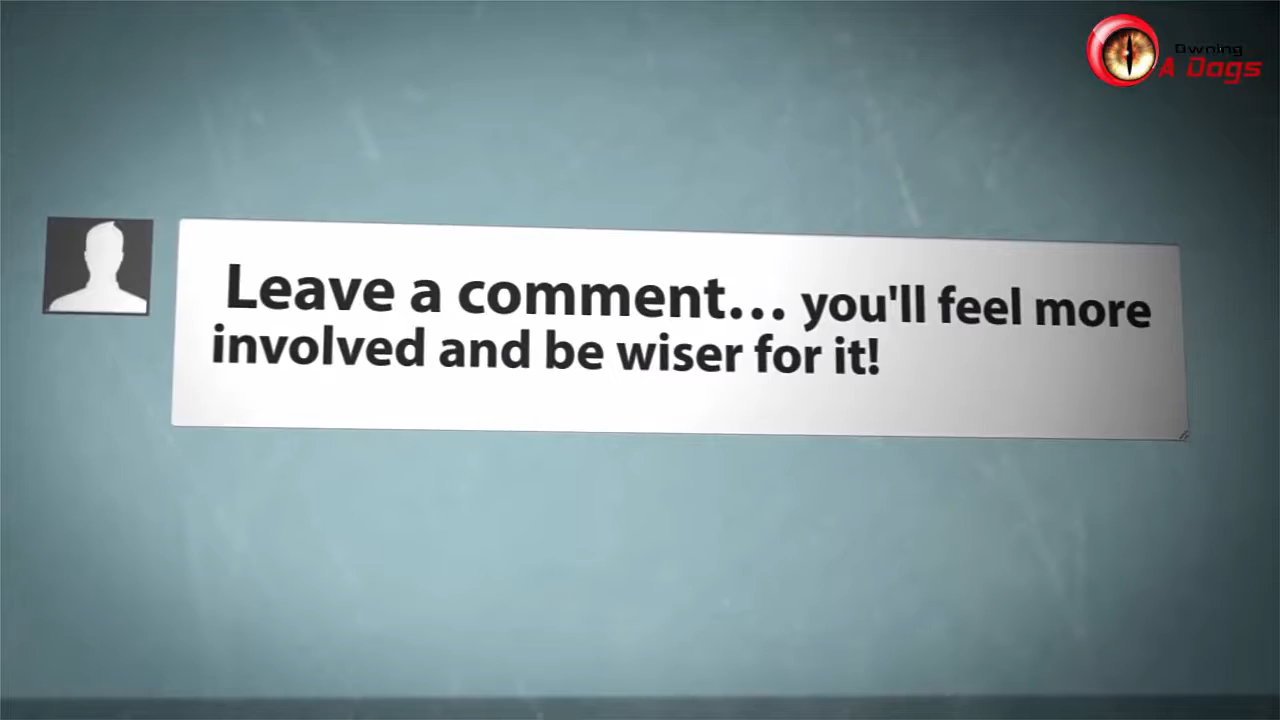 Owning
A Dogs
Leave a comment... you'll feel more
involved and be wiser for it!